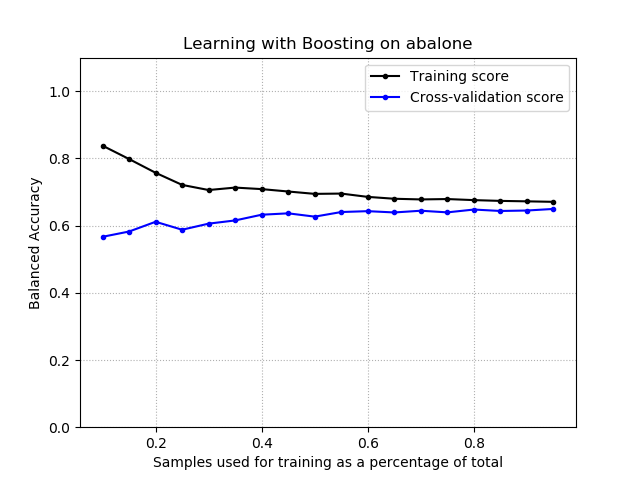 Learning with Boosting on abalone
Training score
Cross-validation score
Balanced Accuracy
1.0
0.8
0.6
0.4
0.2
0.0
0.2 0.4 0.6 0.8
Samples used for training as a percentage of total